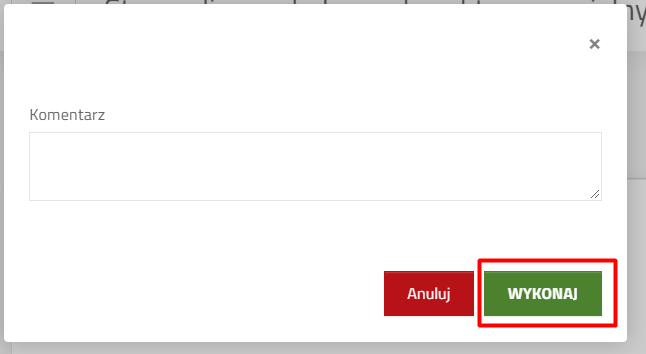 ×
Komentarz
Anuluj WYKONAJ